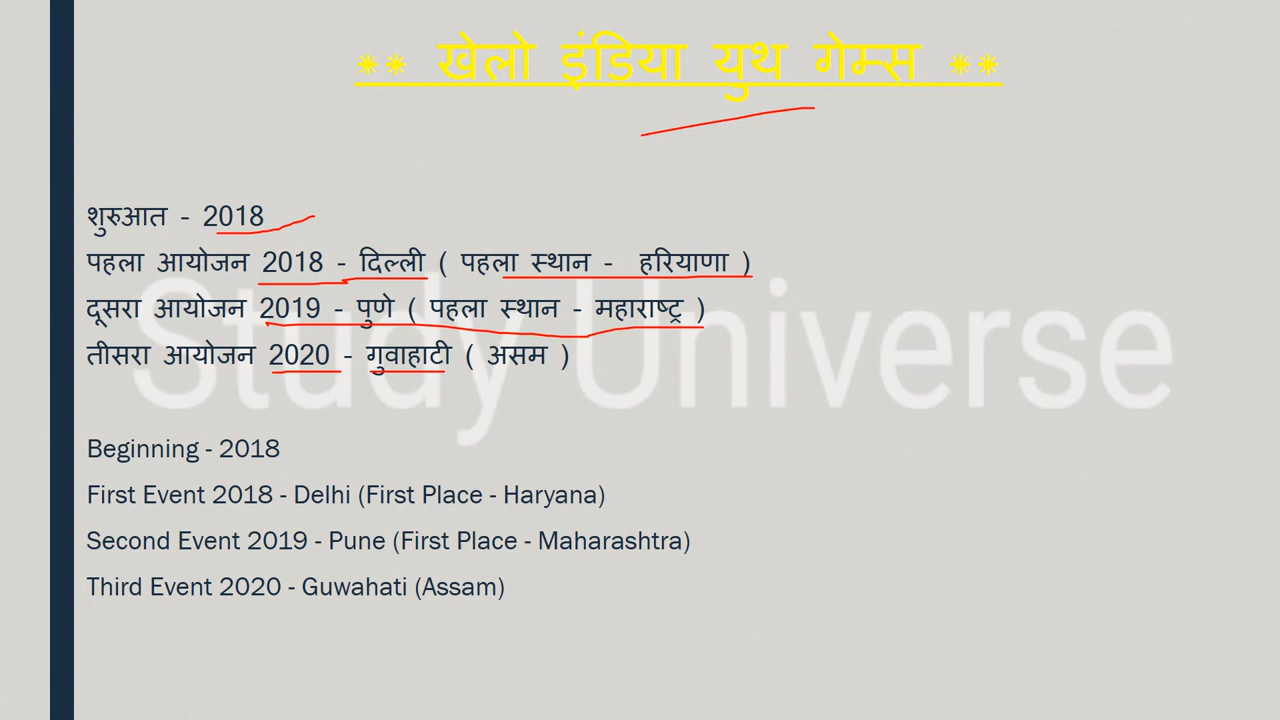 ** खेलो इंडिया युथ गेम्स **
शुरुआत - 2018
पहला आयोजन 2018 - दिल्ली ( पहला स्थान - हरियाणा )
दूसरा आयोजन 2019 - पुणे ( पहला स्थान - महाराष्ट्र )
तीसरा आयोजन 2020 - गुवाहाटी ( असम )
Study Universe
Beginning - 2018
First Event 2018 - Delhi (First Place - Haryana)
Second Event 2019 - Pune (First Place - Maharashtra)
Third Event 2020 - Guwahati (Assam)